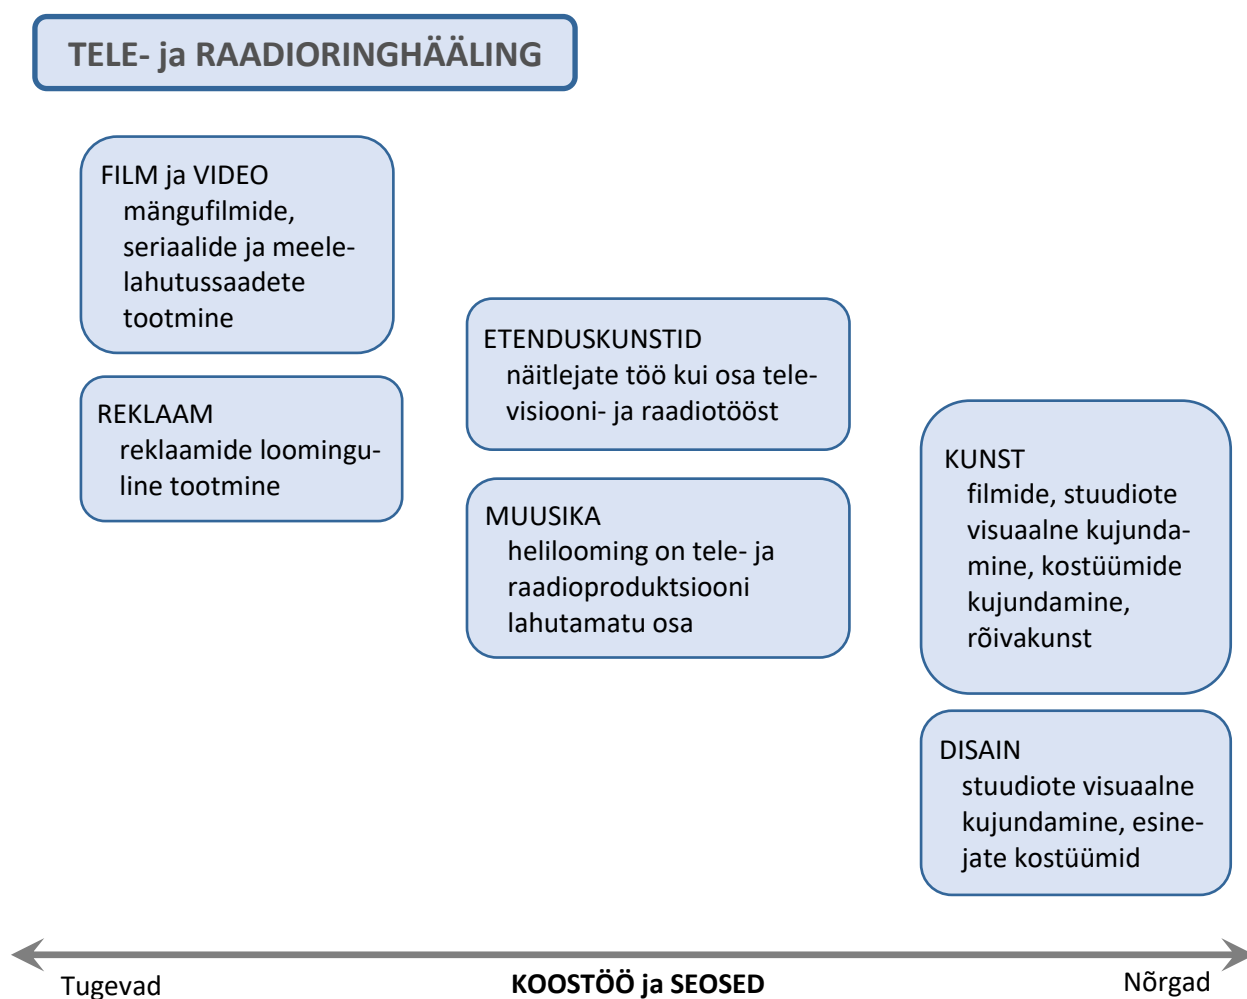 TELE- ja RAADIORINGHÄÄLING
FILM ja VIDEO
mängufilmide,
seriaalide ja meele-
lahutussaadete
tootmine
REKLAAM
reklaamide loomingu-
line tootmine
ETENDUSKUNSTID
näitlejate töö kui osa tele-
visiooni- ja raadiotööst
MUUSIKA
helilooming on tele- ja
raadioproduktsiooni
lahutamatu osa
KUNST
filmide, stuudiote
visuaalne kujunda-
mine, kostüümide
kujundamine,
rõivakunst
DISAIN
stuudiote visuaalne
kujundamine, esine-
jate kostüümid
Tugevad
KOOSTÖÖ ja SEOSED
Nõrgad